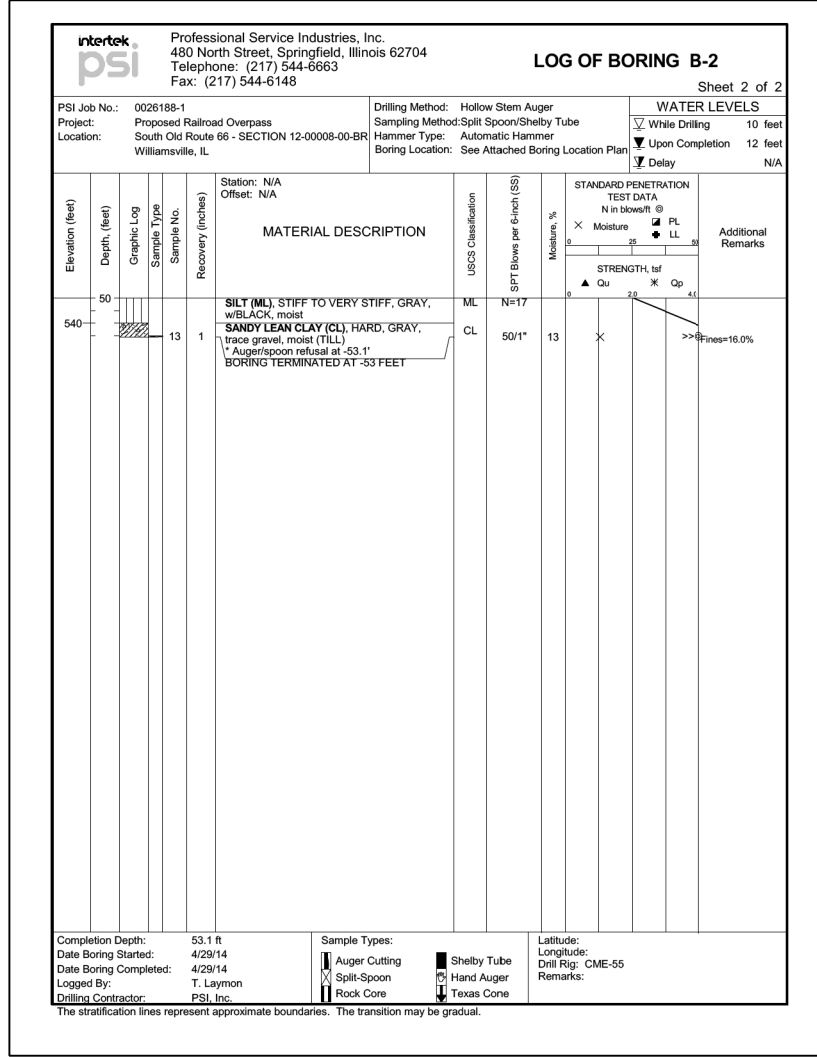 intertek
psi
Professional Service Industries, Inc.
480 North Street, Springfield, Illinois 62704
Telephone: (217) 544-6663
Fax: (217) 544-6148
LOG OF BORING B-2
Sheet 2 of 2
PSI Job No.: 0026188-1
Project: Proposed Railroad Overpass
Location: South Old Route 66 - SECTION 12-00008-00-BR
Williamsville, IL
Drilling Method: Hollow Stem Auger
Sampling Method:Split Spoon/Shelby Tube
Hammer Type: Automatic Hammer
Boring Location: See Attached Boring Location Plan
WATER LEVELS
While Drilling 10 feet
Upon Completion 12 feet
Delay N/A
Elevation (feet)
Depth, (feet)
Graphic Log
Sample Type
Sample No.
Recovery (inches)
Station: N/A
Offset: N/A
MATERIAL DESCRIPTION
USCS Classification
SPT Blows per 6-inch (SS)
Moisture, %
STANDARD PENETRATION
TEST DATA
N in blows/ft ◎
× Moisture
PL
LL
0 25 50
STRENGTH, tsf
▲ Qu ж Qp
0 2.0 4.0
Additional
Remarks
50
SILT (ML), STIFF TO VERY STIFF, GRAY, ML N=17
w/BLACK, moist
540
SANDY LEAN CLAY (CL), HARD, GRAY, CL
13 1 trace gravel, moist (TILL) 50/1" 13 × >>◎ Fines=16.0%
* Auger/spoon refusal at -53.1'
BORING TERMINATED AT -53 FEET
Completion Depth: 53.1 ft
Date Boring Started: 4/29/14
Date Boring Completed: 4/29/14
Logged By: T. Laymon
Drilling Contractor: PSI, Inc.
Sample Types:
Auger Cutting
Split-Spoon
Rock Core
Shelby Tube
Hand Auger
Texas Cone
Latitude:
Longitude:
Drill Rig: CME-55
Remarks:
The stratification lines represent approximate boundaries. The transition may be gradual.